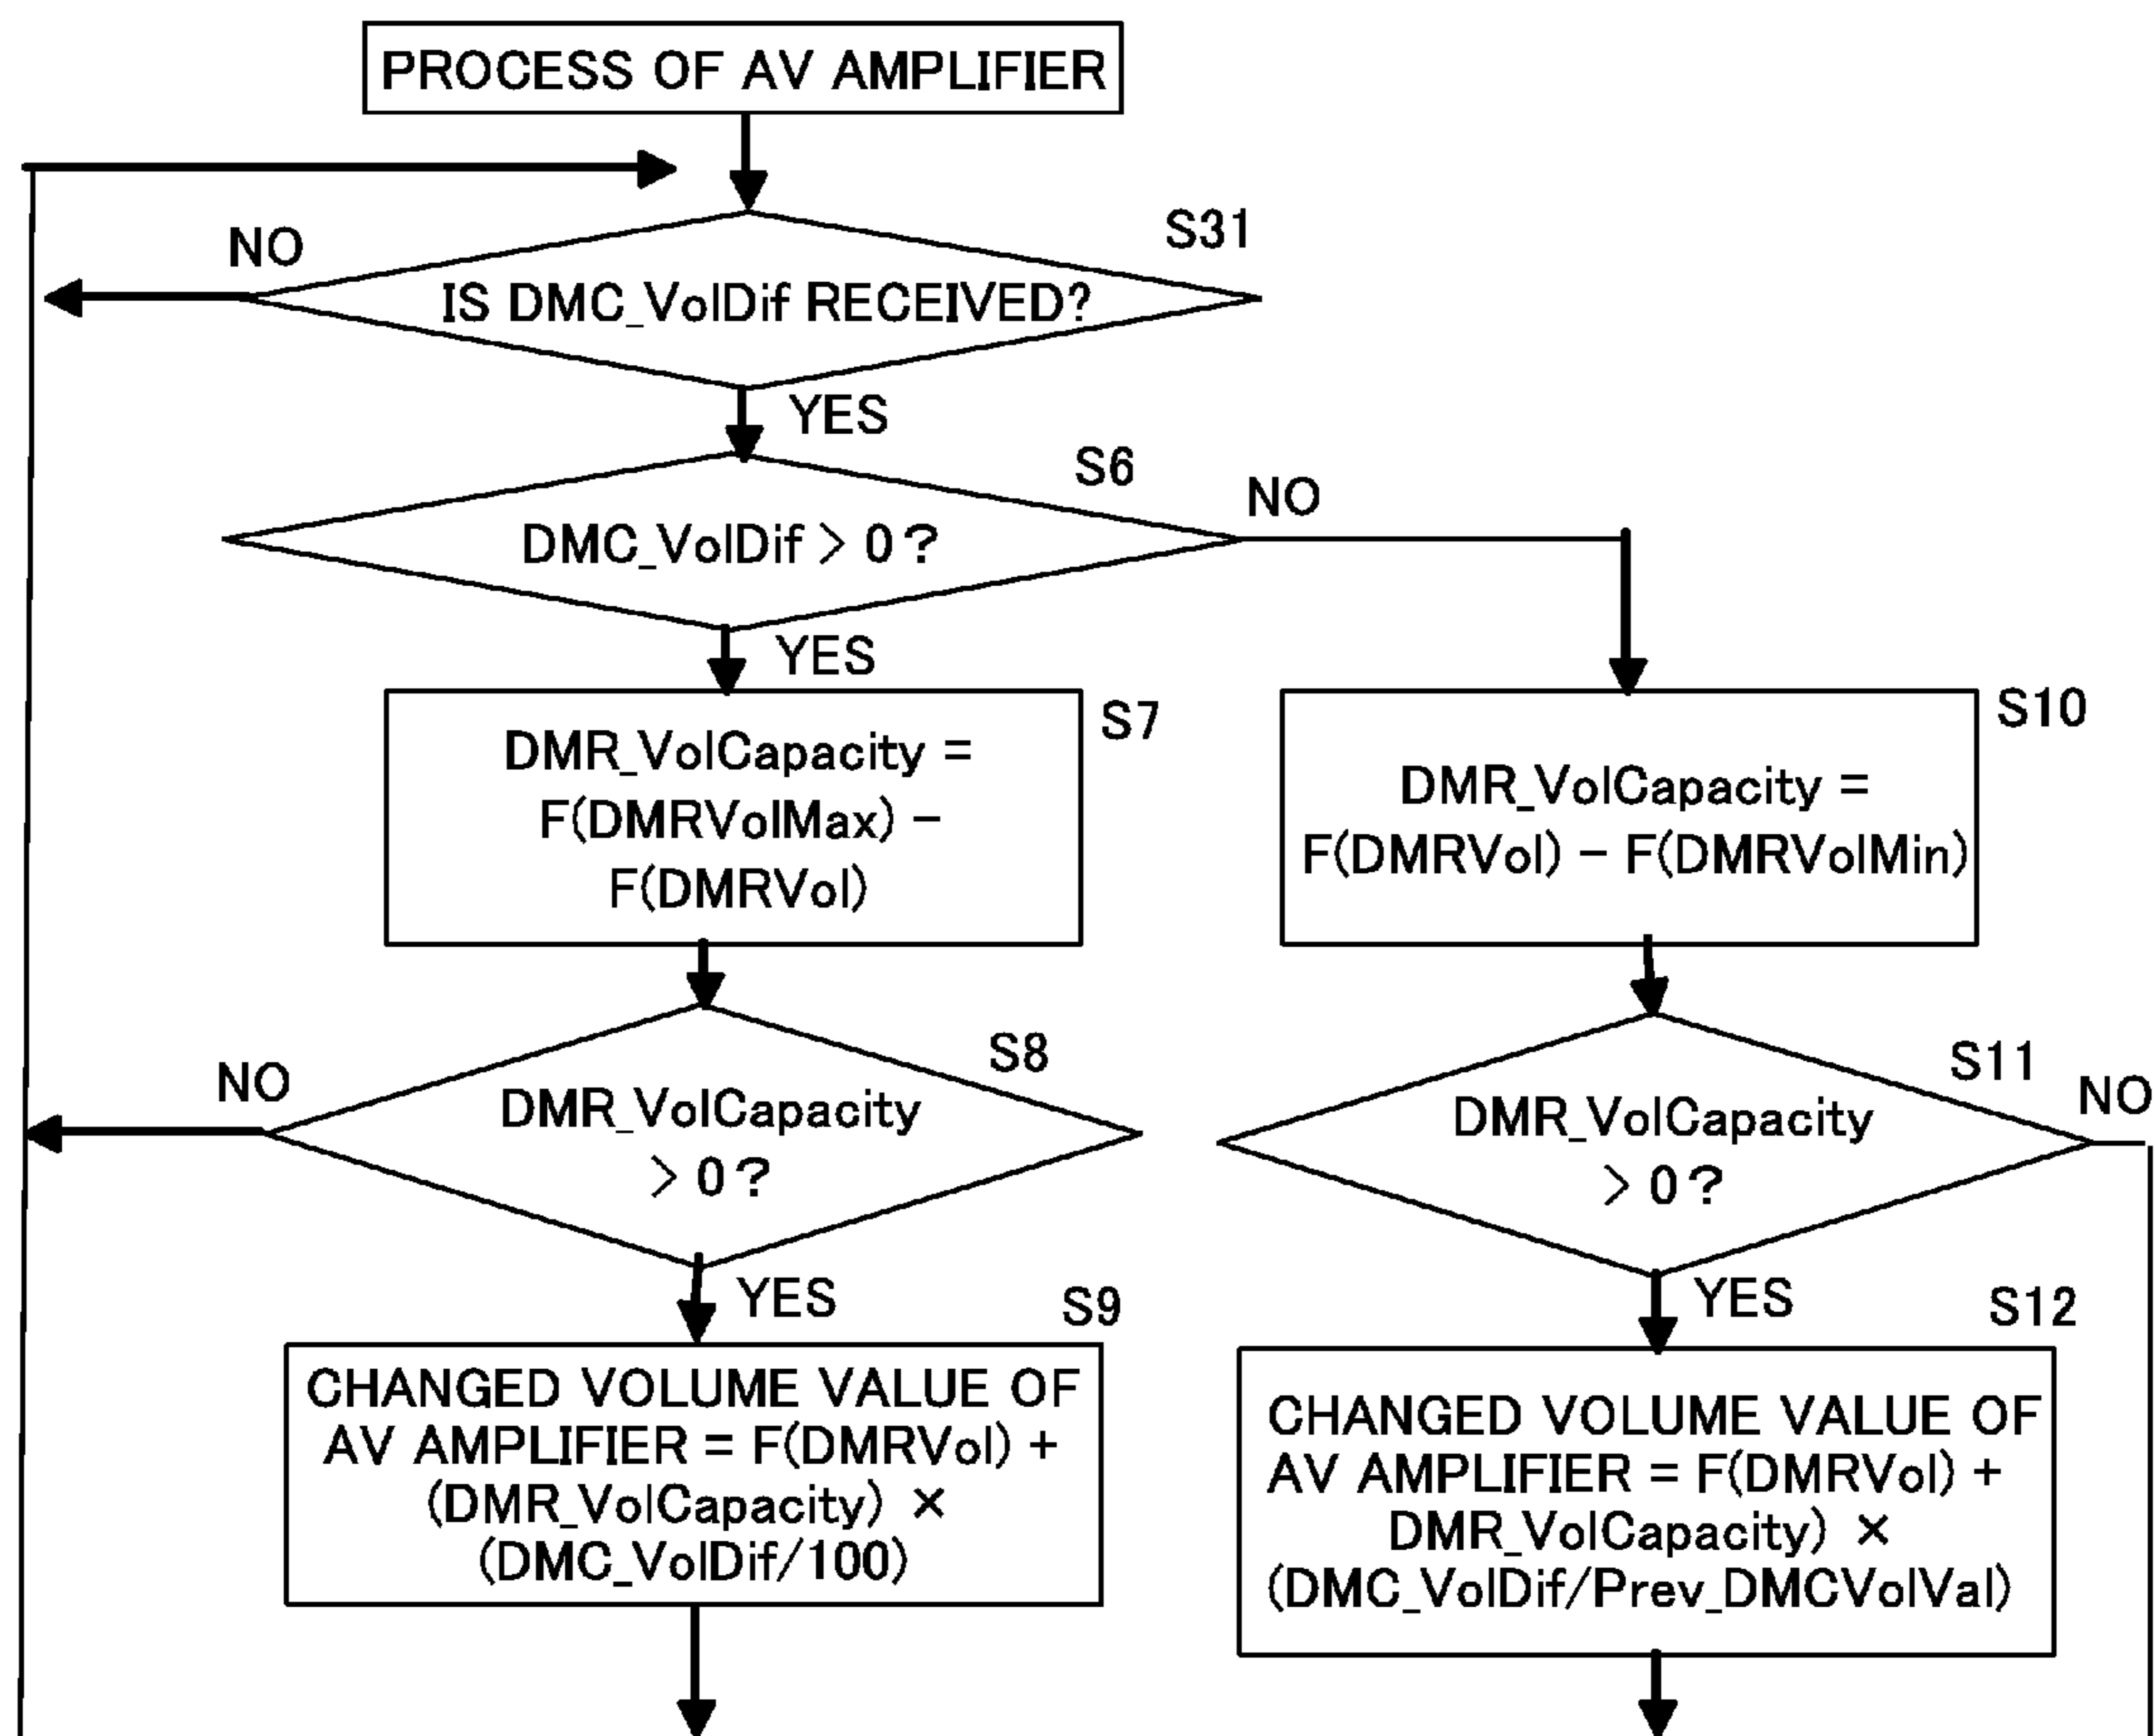 PROCESS OF AV AMPLIFIER
S31
NO
IS DMC_VolDif RECEIVED?
YES
S6
NO
DMC_VolDif > 0 ?
YES
S7
DMR_VolCapacity =
F(DMRVolMax) −
F(DMRVol)
S10
DMR_VolCapacity =
F(DMRVol) − F(DMRVolMin)
S8
NO
DMR_VolCapacity
> 0 ?
YES
S11
NO
DMR_VolCapacity
> 0 ?
YES
S9
CHANGED VOLUME VALUE OF
AV AMPLIFIER = F(DMRVol) +
(DMR_VolCapacity) ×
(DMC_VolDif/100)
S12
CHANGED VOLUME VALUE OF
AV AMPLIFIER = F(DMRVol) +
DMR_VolCapacity) ×
(DMC_VolDif/Prev_DMCVolVal)